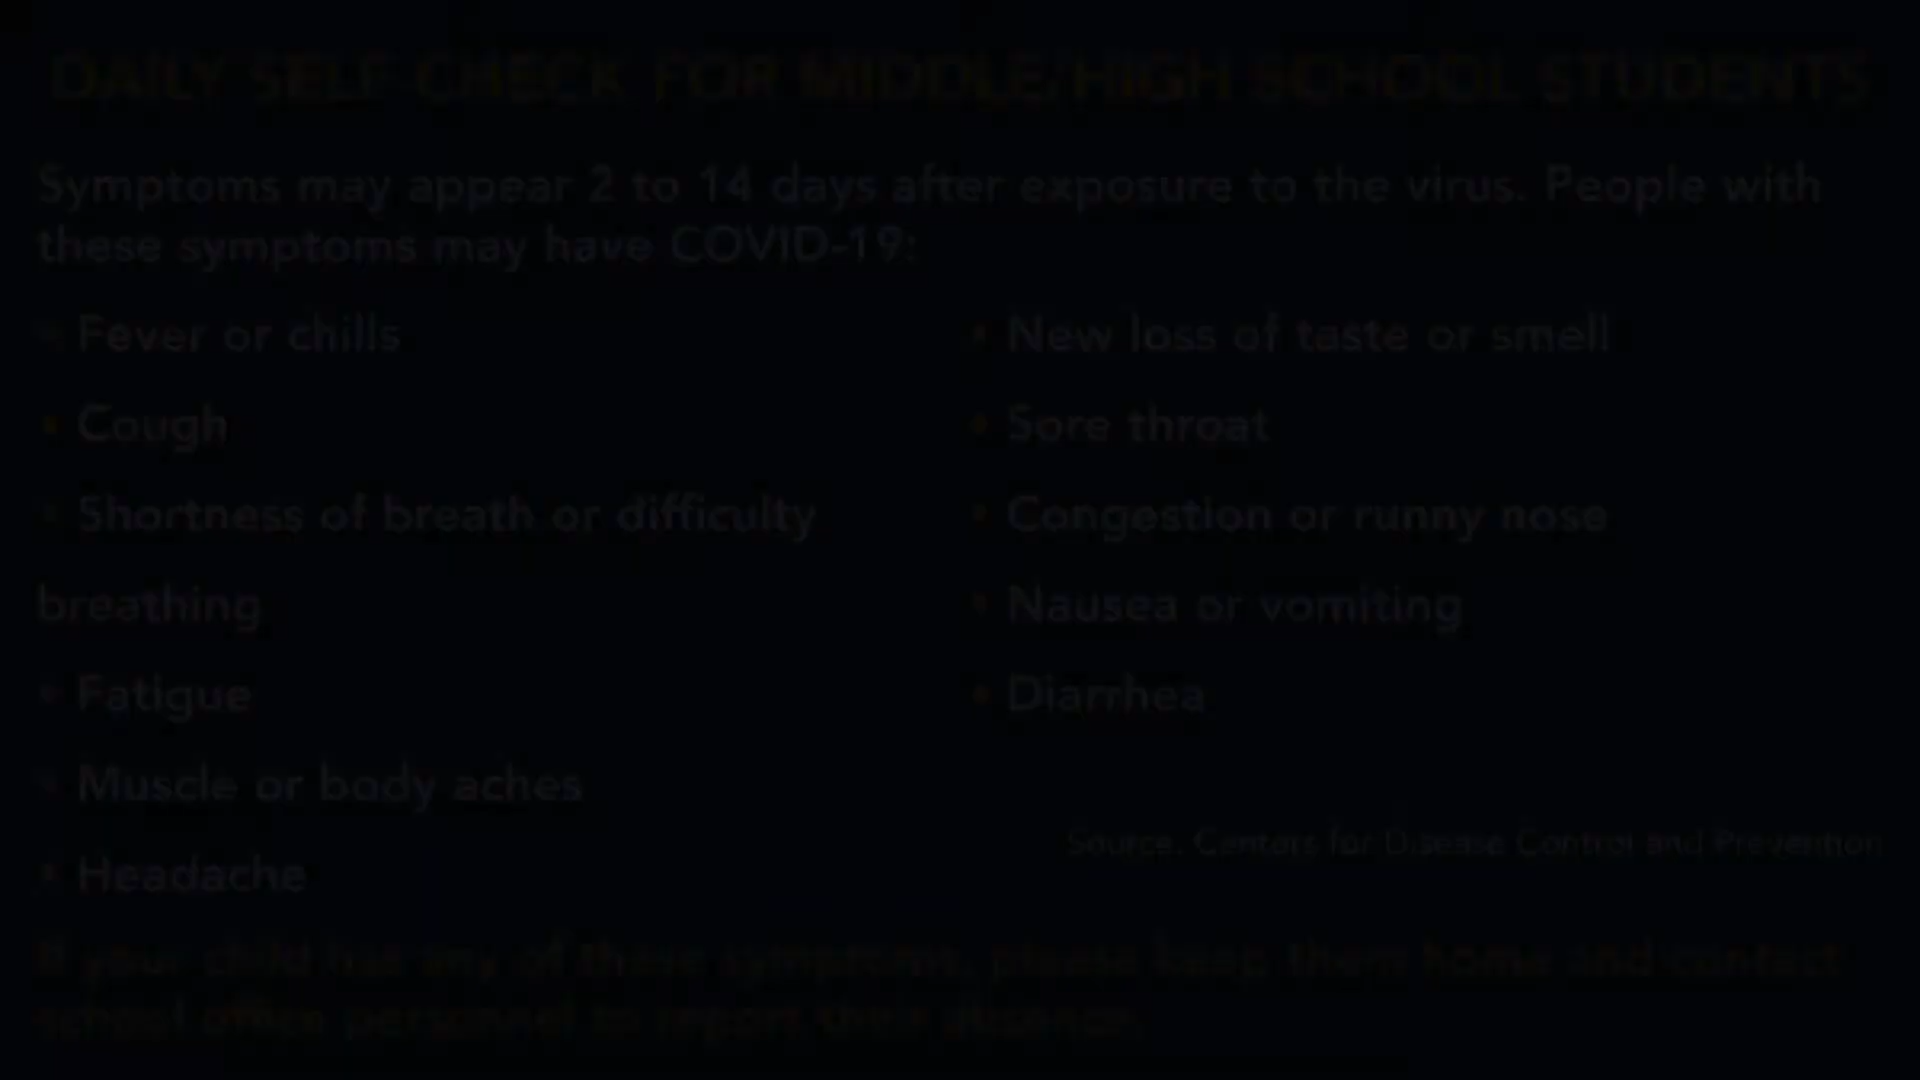 DAILY SELF-CHECK FOR MIDDLE/HIGH SCHOOL STUDENTS
Symptoms may appear 2 to 14 days after exposure to the virus. People with
these symptoms may have COVID-19:
• Fever or chills
• Cough
• Shortness of breath or difficulty
breathing
• Fatigue
• Muscle or body aches
• Headache
• New loss of taste or smell
• Sore throat
• Congestion or runny nose
• Nausea or vomiting
• Diarrhea
Source: Centers for Disease Control and Prevention
If your child has any of these symptoms, please keep them home and contact
school office personnel to report their absence.